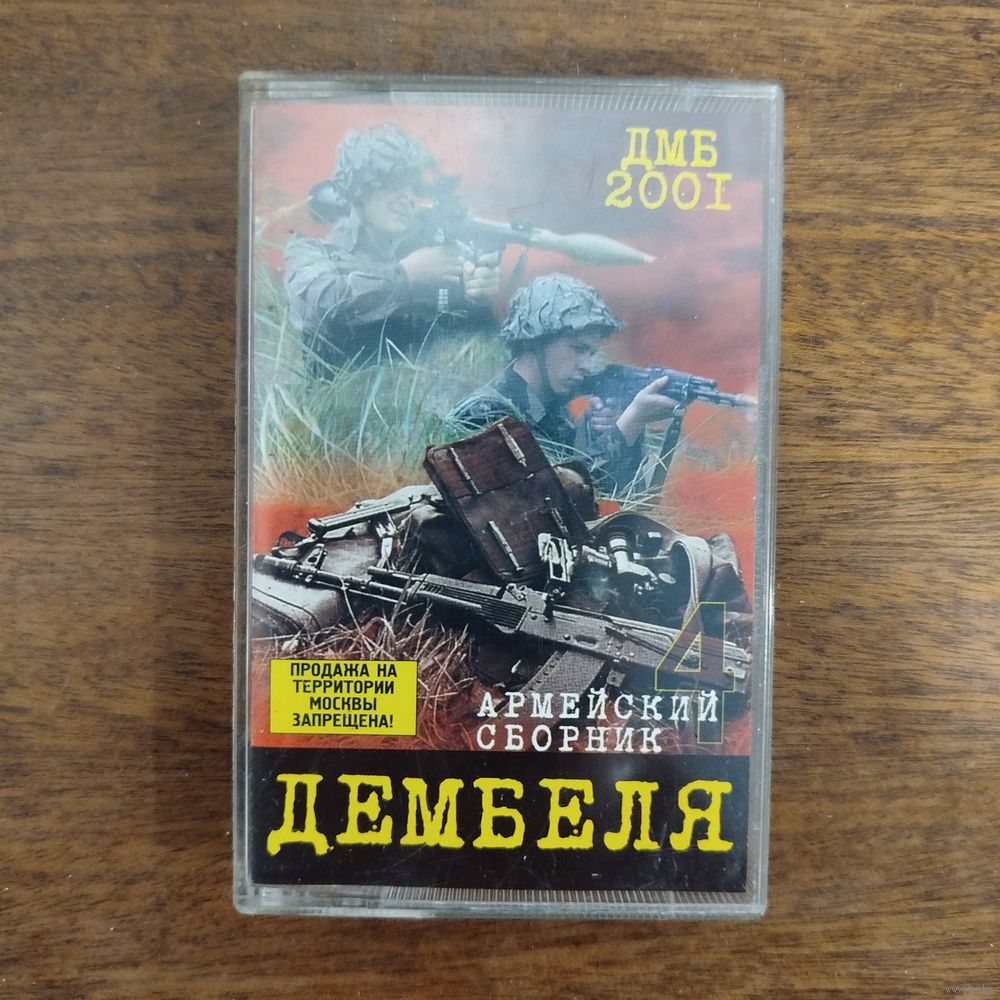 ДМБ
2001
4
ПРОДАЖА НА
ТЕРРИТОРИИ
МОСКВЫ
ЗАПРЕЩЕНА!
АРМЕЙСКИЙ
СБОРНИК
ДЕМБЕЛЯ